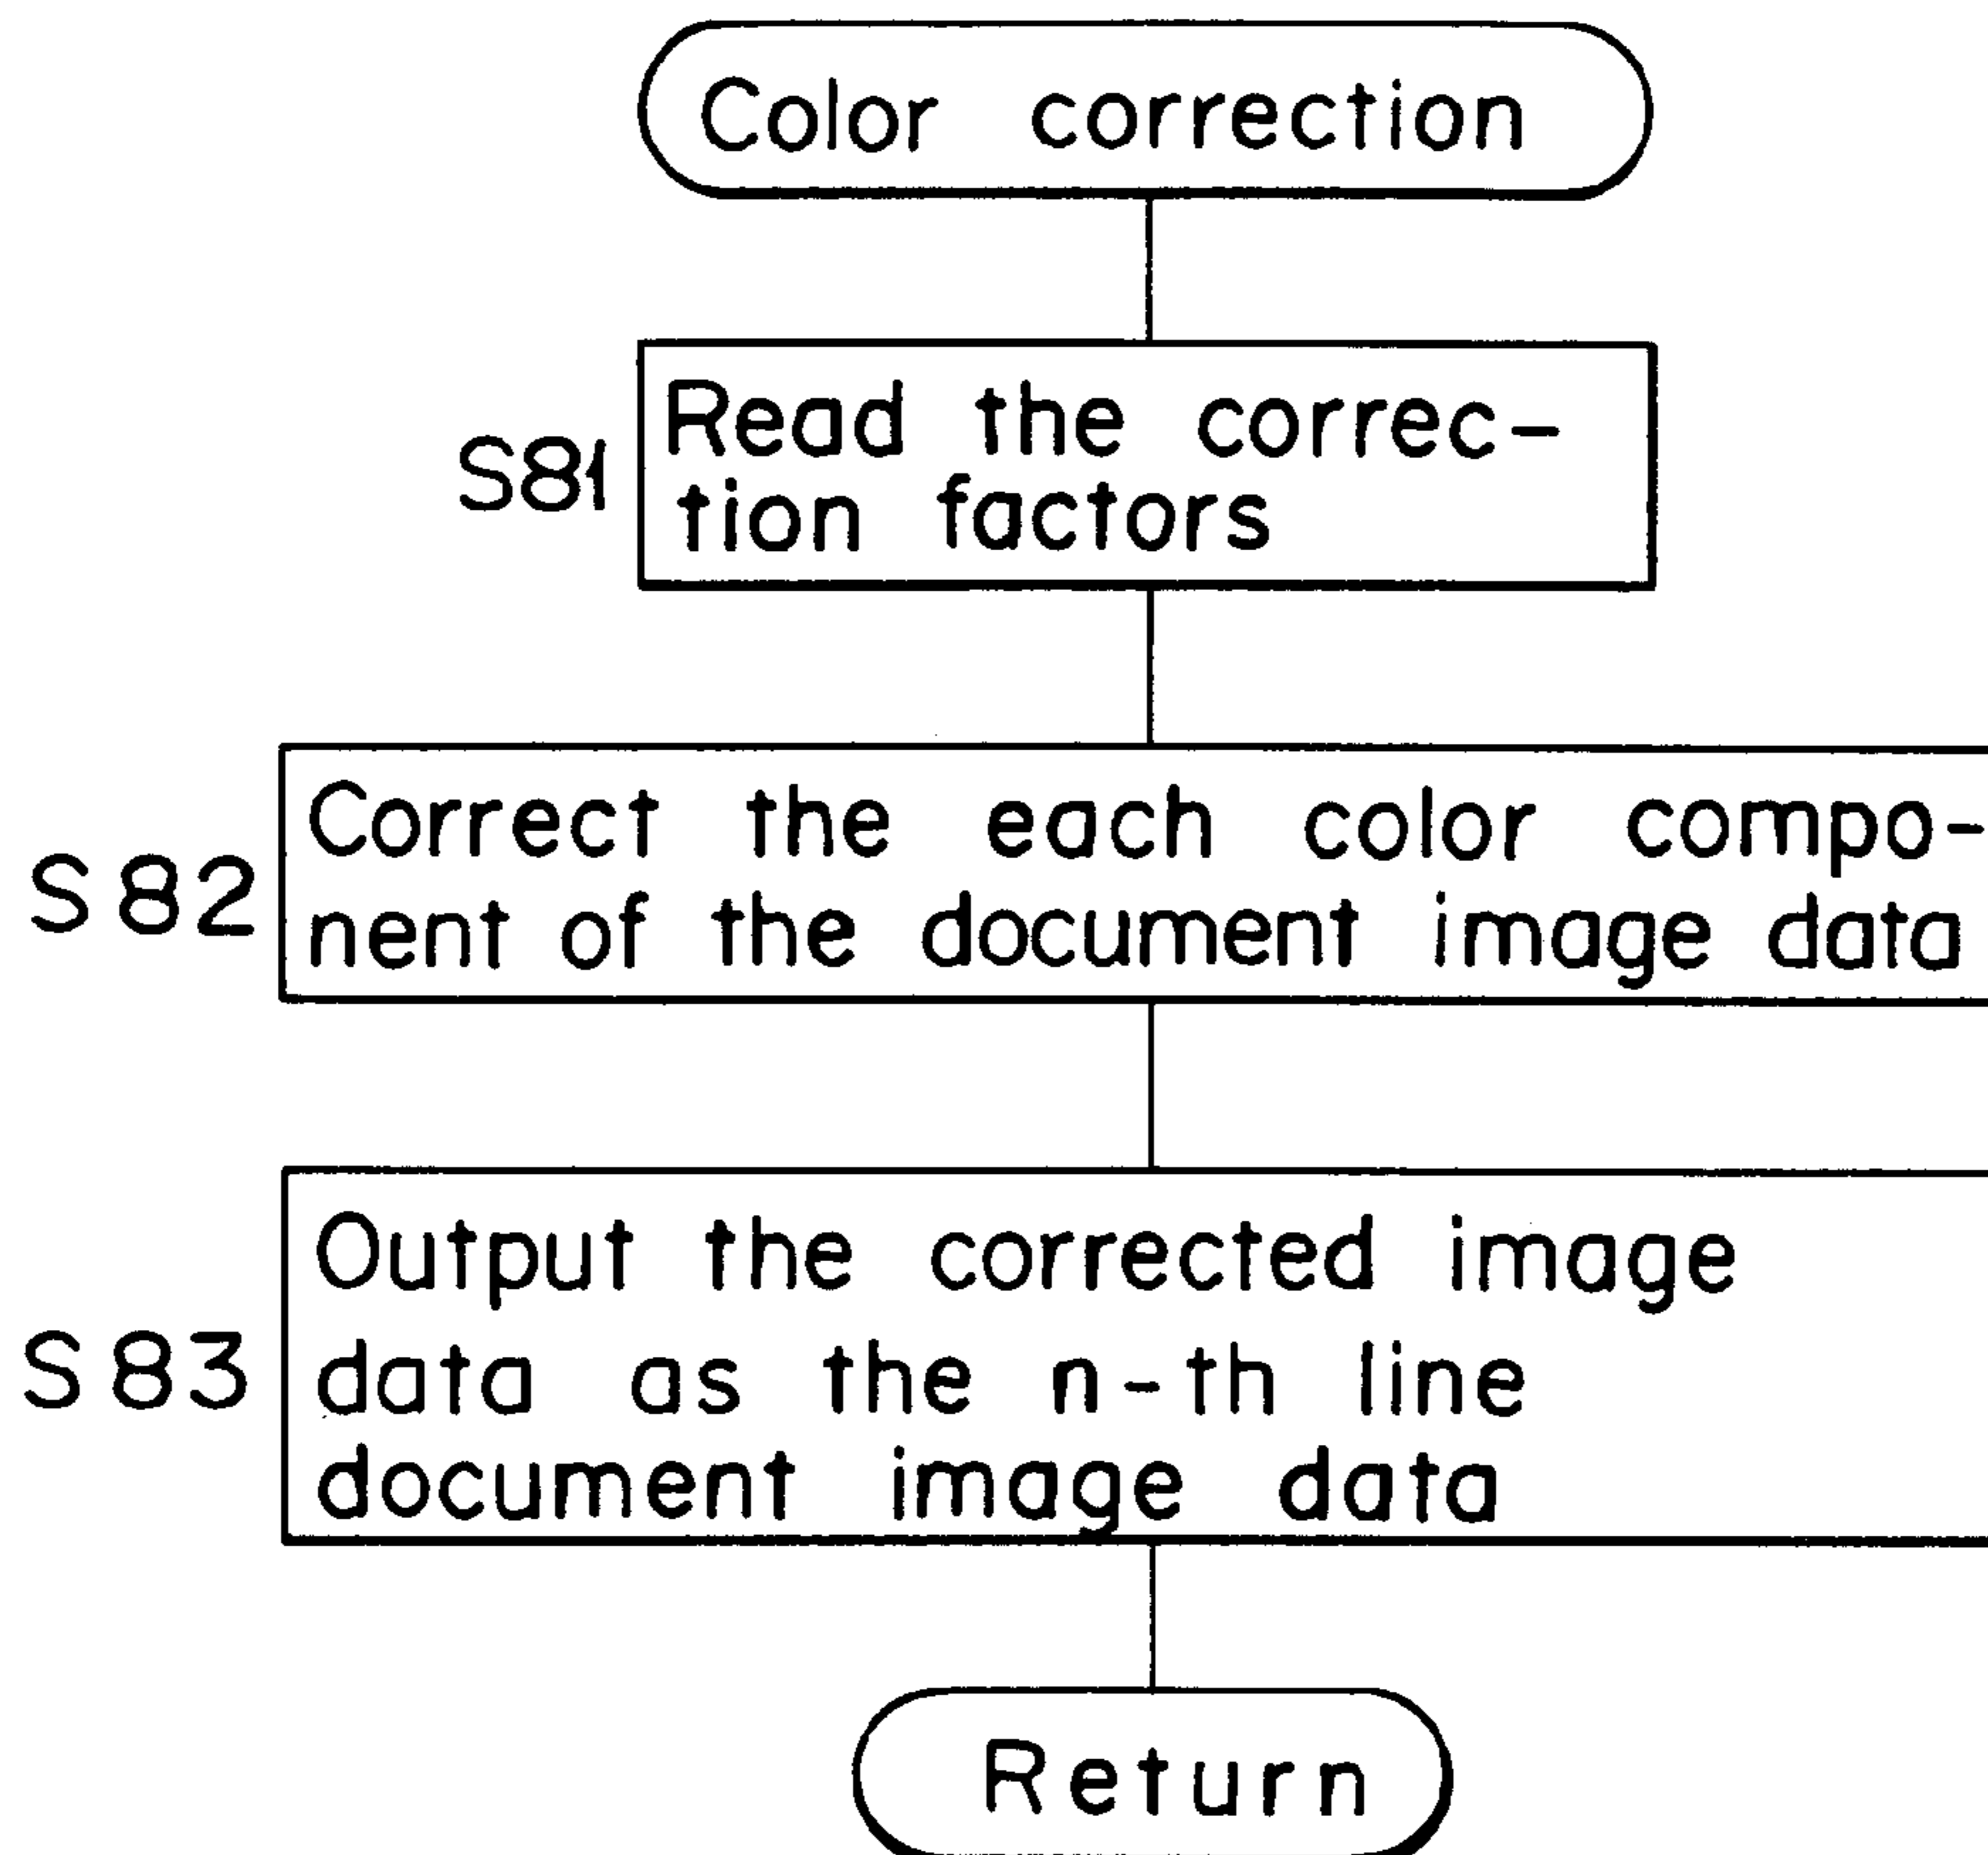 Color correction
S81
Read the correc-
tion factors
S82
Correct the each color compo-
nent of the document image data
S83
Output the corrected image
data as the n-th line
document image data
Return